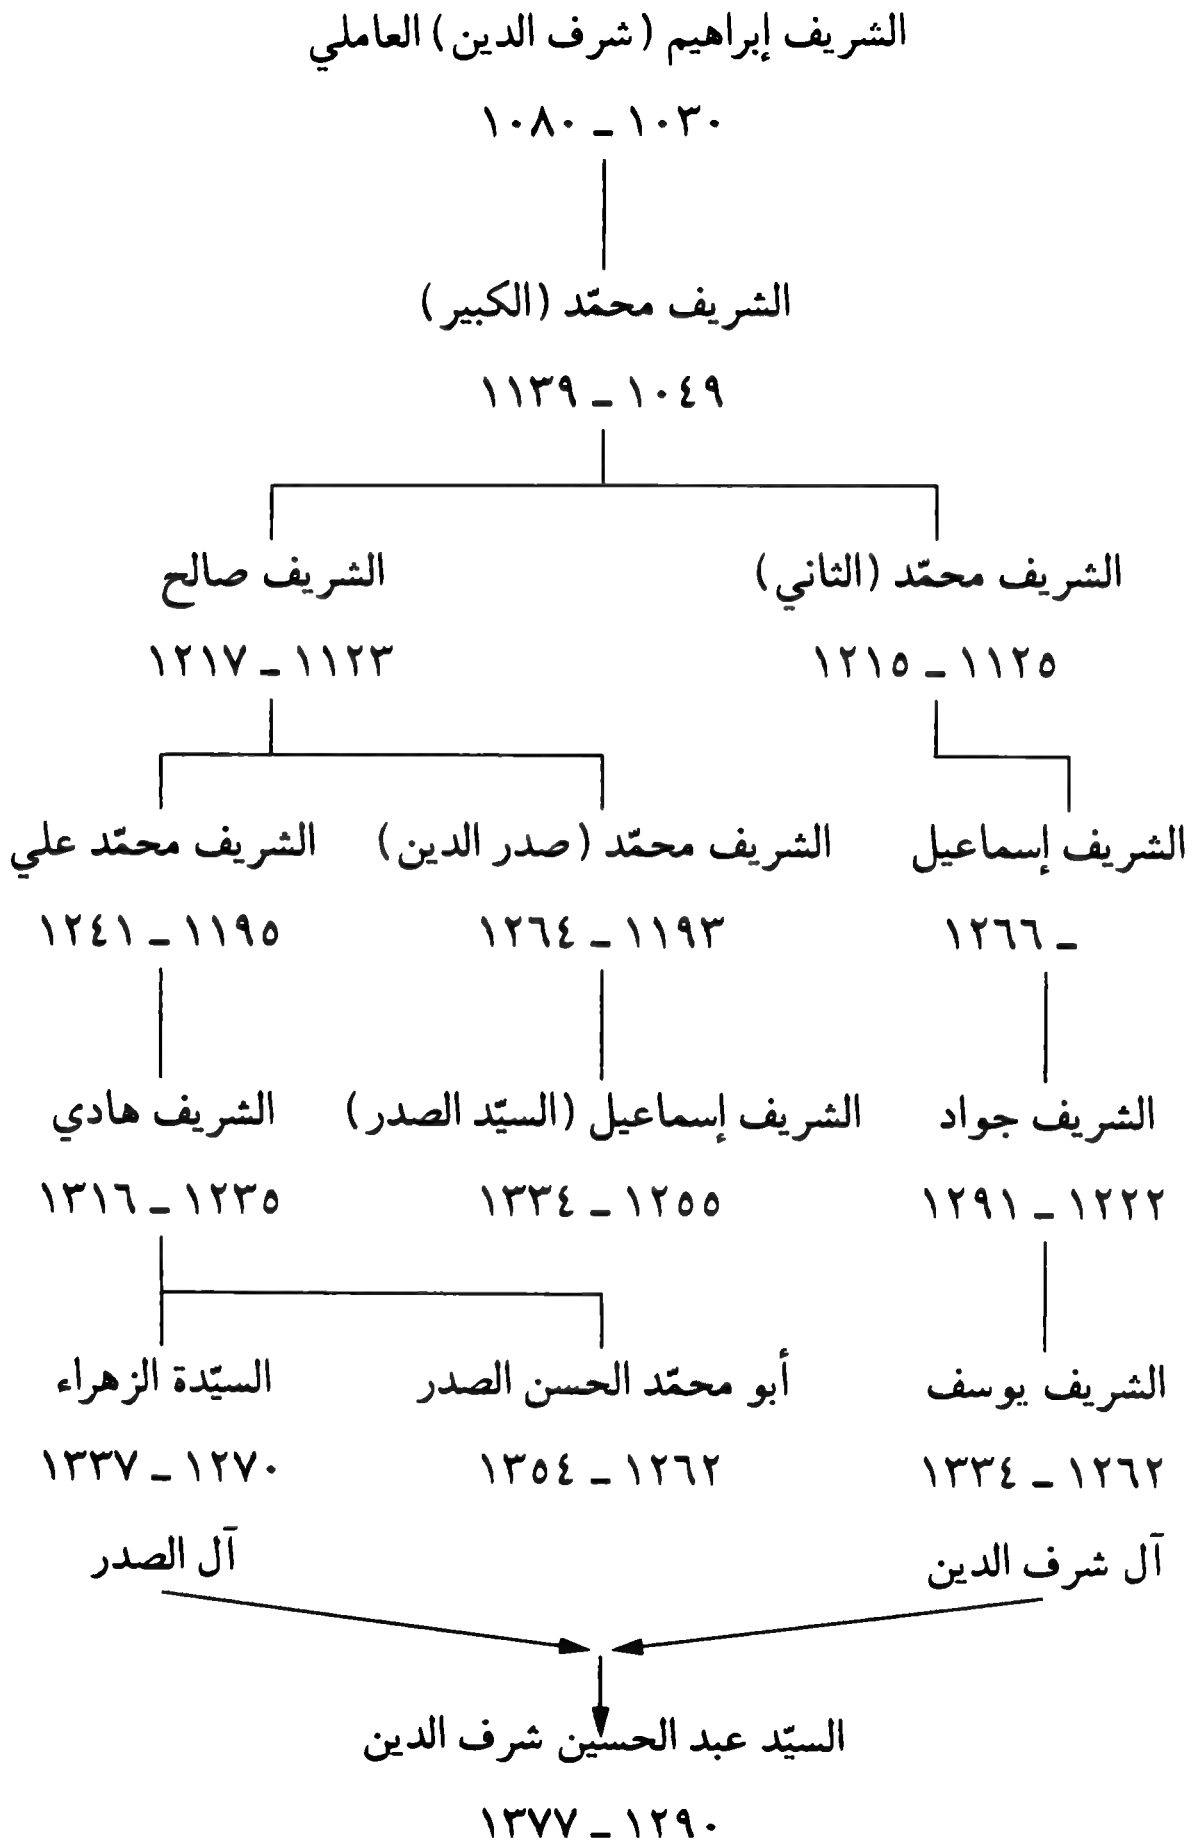 الشريف إبراهيم (شرف الدين) العاملي
١٠٣٠ ـ ١٠٨٠
الشريف محمّد (الكبير)
١٠٤٩ ـ ١١٣٩
الشريف محمّد (الثاني)
الشريف صالح
١١٢٥ ـ ١٢١٥
١١٢٣ ـ ١٢١٧
الشريف إسماعيل
الشريف محمّد (صدر الدين)
الشريف محمّد علي
ـ ١٢٦٦
١١٩٣ ـ ١٢٦٤
١١٩٥ ـ ١٢٤١
الشريف جواد
الشريف إسماعيل (السيّد الصدر)
الشريف هادي
١٢٢٢ ـ ١٢٩١
١٢٥٥ ـ ١٣٣٤
١٢٣٥ ـ ١٣١٦
الشريف يوسف
أبو محمّد الحسن الصدر
السيّدة الزهراء
١٢٦٢ ـ ١٣٣٤
١٢٦٢ ـ ١٣٥٤
١٢٧٠ ـ ١٣٣٧
آل شرف الدين
آل الصدر
السيّد عبد الحسين شرف الدين
١٢٩٠ ـ ١٣٧٧